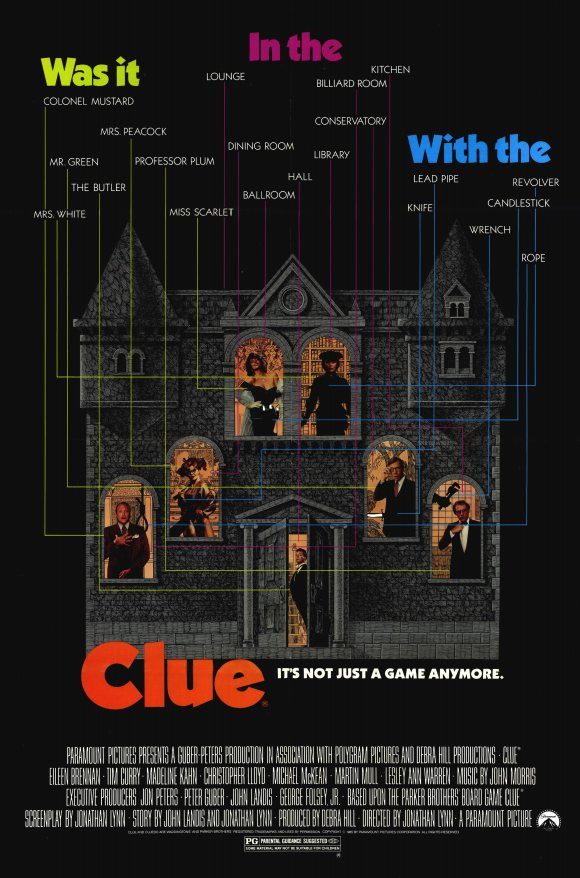 In the
Was it
LOUNGE
KITCHEN
BILLIARD ROOM
COLONEL MUSTARD
CONSERVATORY
MRS. PEACOCK
DINING ROOM
With the
LIBRARY
MR. GREEN
PROFESSOR PLUM
HALL
LEAD PIPE
REVOLVER
THE BUTLER
BALLROOM
CANDLESTICK
KNIFE
MRS. WHITE
MISS SCARLET
WRENCH
ROPE
Clue®
IT'S NOT JUST A GAME ANYMORE.
PARAMOUNT PICTURES PRESENTS A GUBER-PETERS PRODUCTION IN ASSOCIATION WITH POLYGRAM PICTURES AND DEBRA HILL PRODUCTIONS · CLUE
EILEEN BRENNAN · TIM CURRY · MADELINE KAHN · CHRISTOPHER LLOYD · MICHAEL McKEAN · MARTIN MULL · LESLEY ANN WARREN · MUSIC BY JOHN MORRIS
EXECUTIVE PRODUCERS JON PETERS · PETER GUBER · JOHN LANDIS · GEORGE FOLSEY JR. · BASED UPON THE PARKER BROTHERS' BOARD GAME CLUE
SCREENPLAY BY JONATHAN LYNN · STORY BY JOHN LANDIS AND JONATHAN LYNN · PRODUCED BY DEBRA HILL · DIRECTED BY JONATHAN LYNN · A PARAMOUNT PICTURE
PG PARENTAL GUIDANCE SUGGESTED
SOME MATERIAL MAY NOT BE SUITABLE FOR CHILDREN